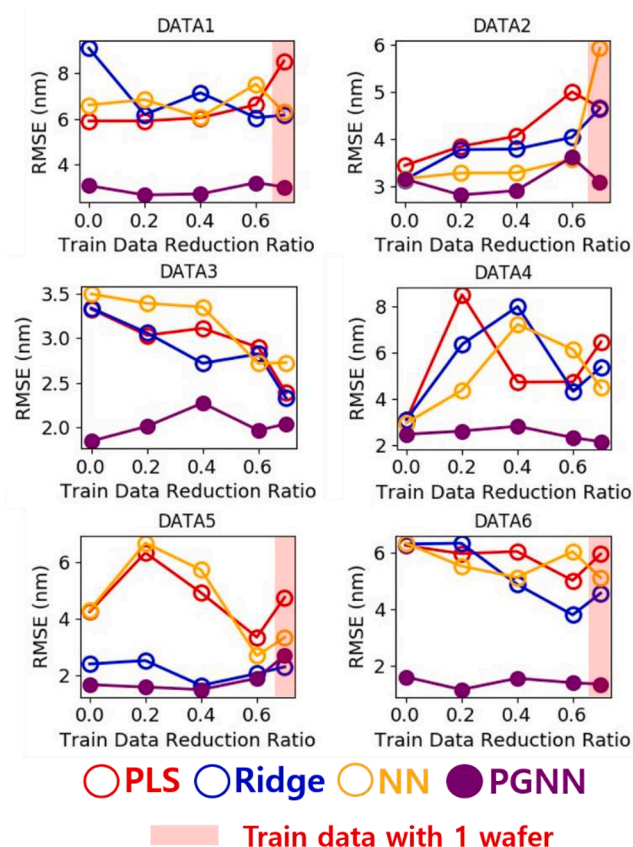 DATA1
DATA2
RMSE (nm)
8
6
4
0.0 0.2 0.4 0.6
Train Data Reduction Ratio
RMSE (nm)
6
5
4
3
0.0 0.2 0.4 0.6
Train Data Reduction Ratio
DATA3
DATA4
RMSE (nm)
3.5
3.0
2.5
2.0
0.0 0.2 0.4 0.6
Train Data Reduction Ratio
RMSE (nm)
8
6
4
2
0.0 0.2 0.4 0.6
Train Data Reduction Ratio
DATA5
DATA6
RMSE (nm)
6
4
2
0.0 0.2 0.4 0.6
Train Data Reduction Ratio
RMSE (nm)
6
4
2
0.0 0.2 0.4 0.6
Train Data Reduction Ratio
PLS Ridge NN PGNN
Train data with 1 wafer